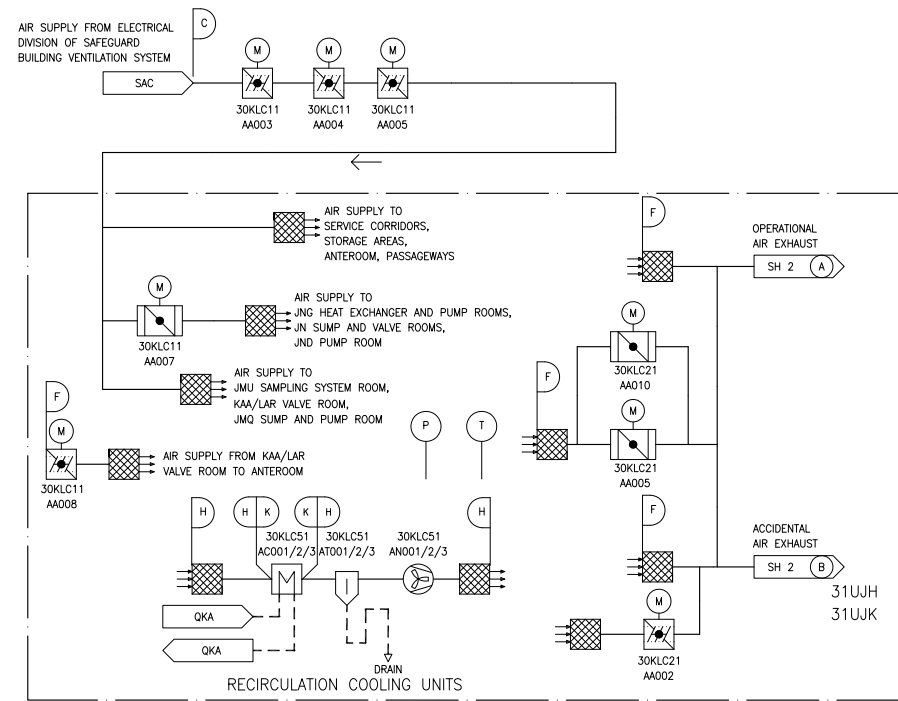 AIR SUPPLY FROM ELECTRICAL
DIVISION OF SAFEGUARD
BUILDING VENTILATION SYSTEM
C
SAC
M
M
M
30KLC11
AA003
30KLC11
AA004
30KLC11
AA005
AIR SUPPLY TO
SERVICE CORRIDORS,
STORAGE AREAS,
ANTEROOM, PASSAGEWAYS
M
30KLC11
AA007
AIR SUPPLY TO
JNG HEAT EXCHANGER AND PUMP ROOMS,
JN SUMP AND VALVE ROOMS,
JND PUMP ROOM
AIR SUPPLY TO
JMU SAMPLING SYSTEM ROOM,
KAA/LAR VALVE ROOM,
JMQ SUMP AND PUMP ROOM
F
M
30KLC11
AA008
AIR SUPPLY FROM KAA/LAR
VALVE ROOM TO ANTEROOM
P
T
H
H K
K H
H
30KLC51
AC001/2/3
30KLC51
AT001/2/3
30KLC51
AN001/2/3
M
QKA
QKA
DRAIN
RECIRCULATION COOLING UNITS
F
OPERATIONAL
AIR EXHAUST
SH 2 A
M
30KLC21
AA010
F
M
30KLC21
AA005
F
ACCIDENTAL
AIR EXHAUST
SH 2 B
31UJH
31UJK
M
30KLC21
AA002